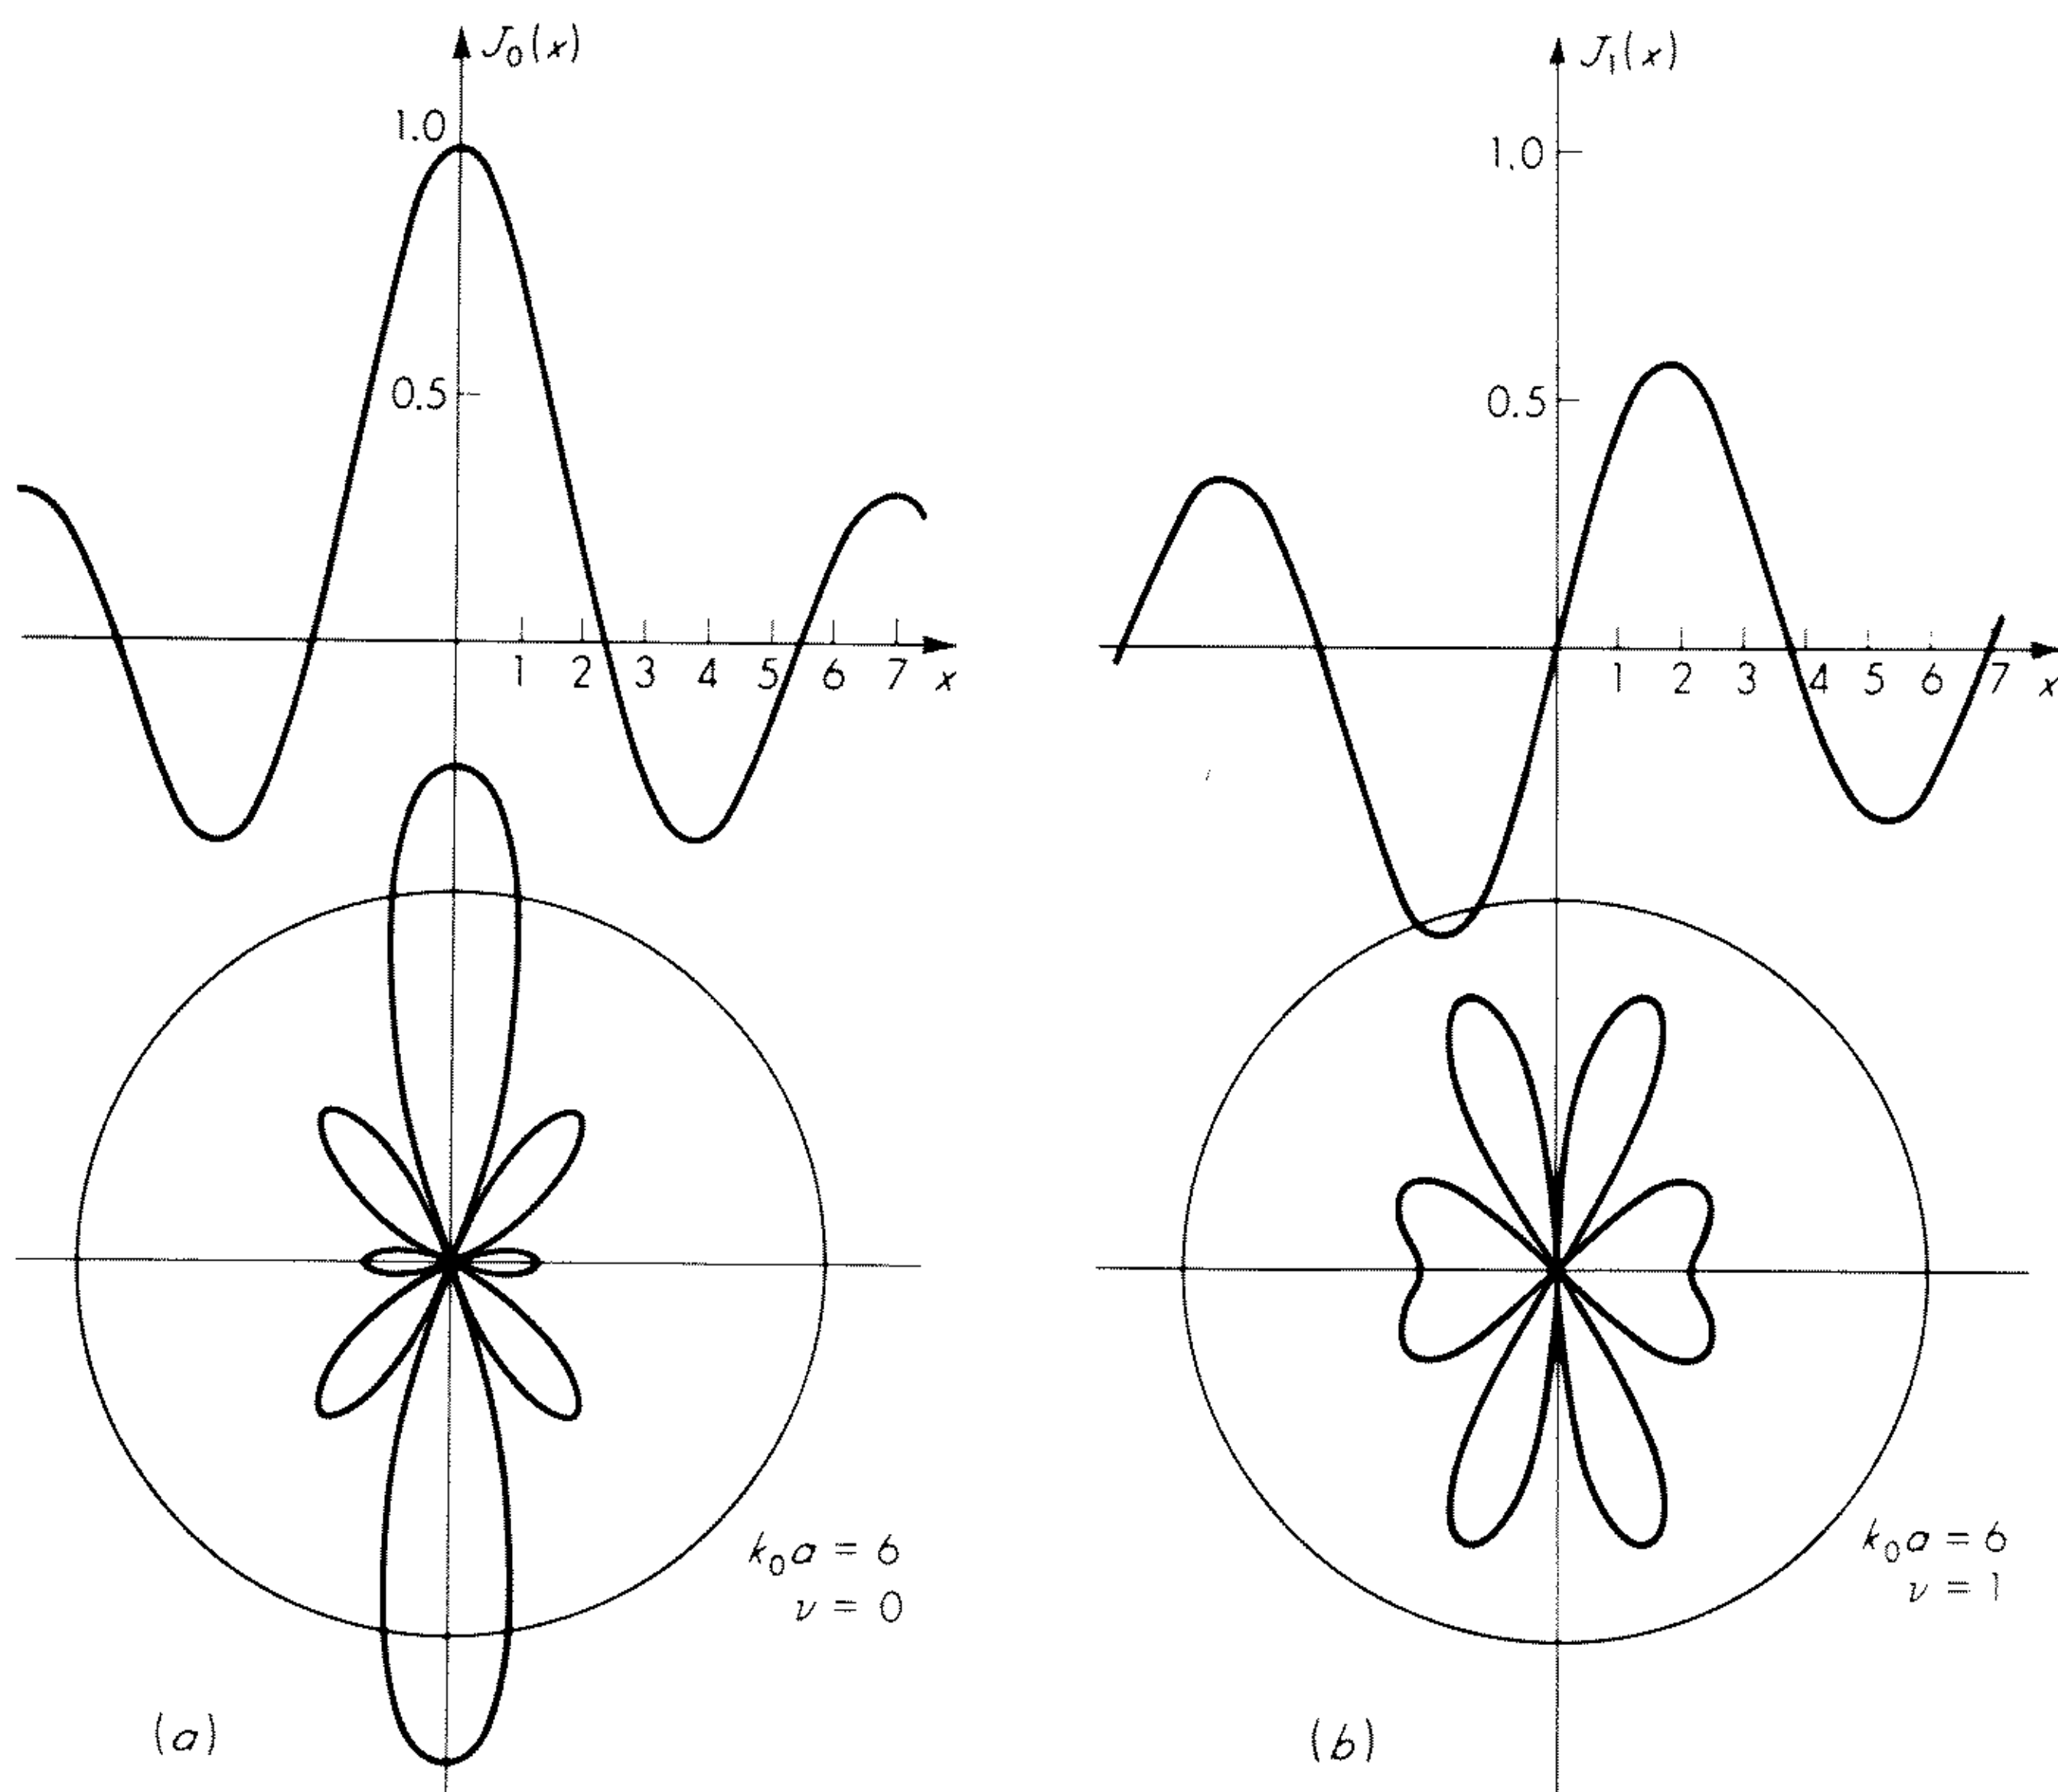 J₀(x)
1.0
0.5
1 2 3 4 5 6 7 x
k₀a = 6
ν = 0
(a)
J₁(x)
1.0
0.5
1 2 3 4 5 6 7 x
k₀a = 6
ν = 1
(b)